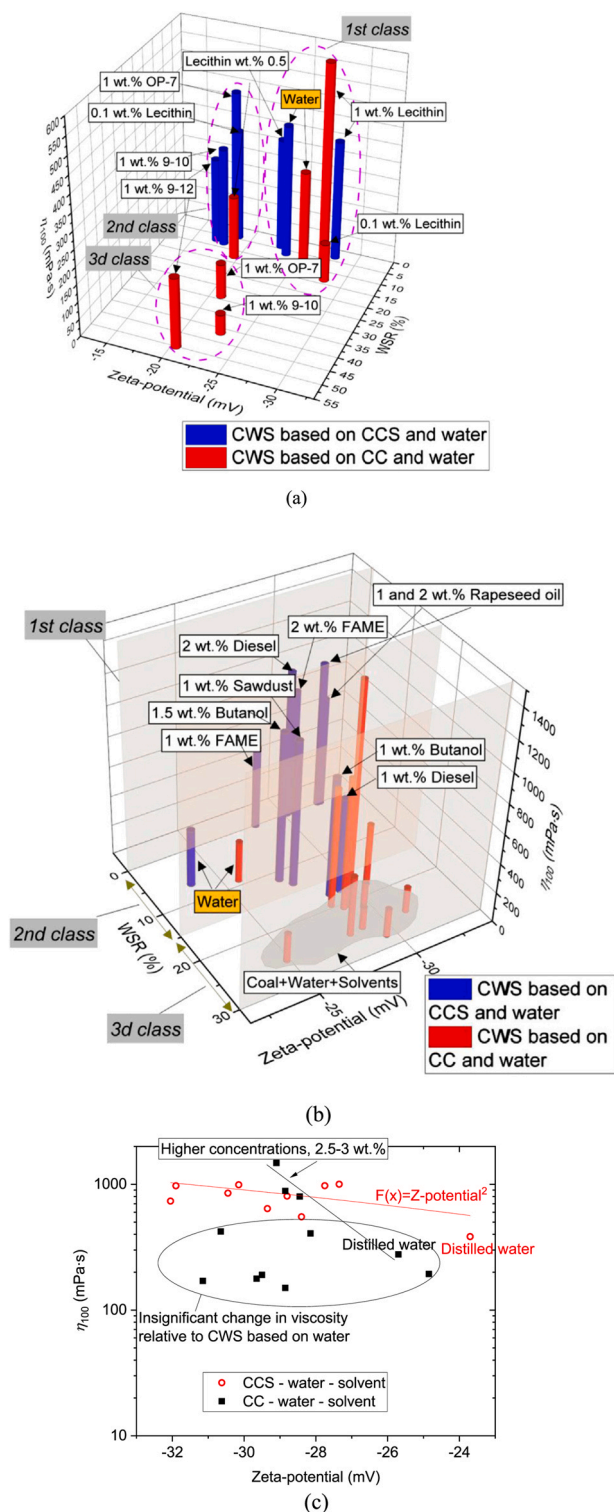 1st class
Lecithin wt.% 0.5
1 wt.% OP-7
Water
1 wt.% Lecithin
0.1 wt.% Lecithin
1 wt.% 9-10
1 wt.% 9-12
0.1 wt.% Lecithin
2nd class
3d class
1 wt.% OP-7
1 wt.% 9-10
600
550
500
450
400
350
300
250
200
150
100
50
0
η100 (mPa·s)
-15
-20
-25
-30
Zeta-potential (mV)
0
5
10
15
20
25
30
35
40
45
50
55
WSR (%)
CWS based on CCS and water
CWS based on CC and water
(a)
1 and 2 wt.% Rapeseed oil
1st class
2 wt.% FAME
2 wt.% Diesel
1 wt.% Sawdust
1.5 wt.% Butanol
1 wt.% FAME
1 wt.% Butanol
1 wt.% Diesel
1400
1200
1000
800
600
400
200
0
η100 (mPa·s)
Water
0
10
20
30
WSR (%)
2nd class
3d class
Coal+Water+Solvents
-25
-30
Zeta-potential (mV)
CWS based on
CCS and water
CWS based on
CC and water
(b)
Higher concentrations, 2.5-3 wt.%
1000
F(x)=Z-potential²
Distilled water
Distilled water
η100 (mPa·s)
100
Insignificant change in viscosity
relative to CWS based on water
CCS - water - solvent
CC - water - solvent
10
-32 -30 -28 -26 -24
Zeta-potential (mV)
(c)